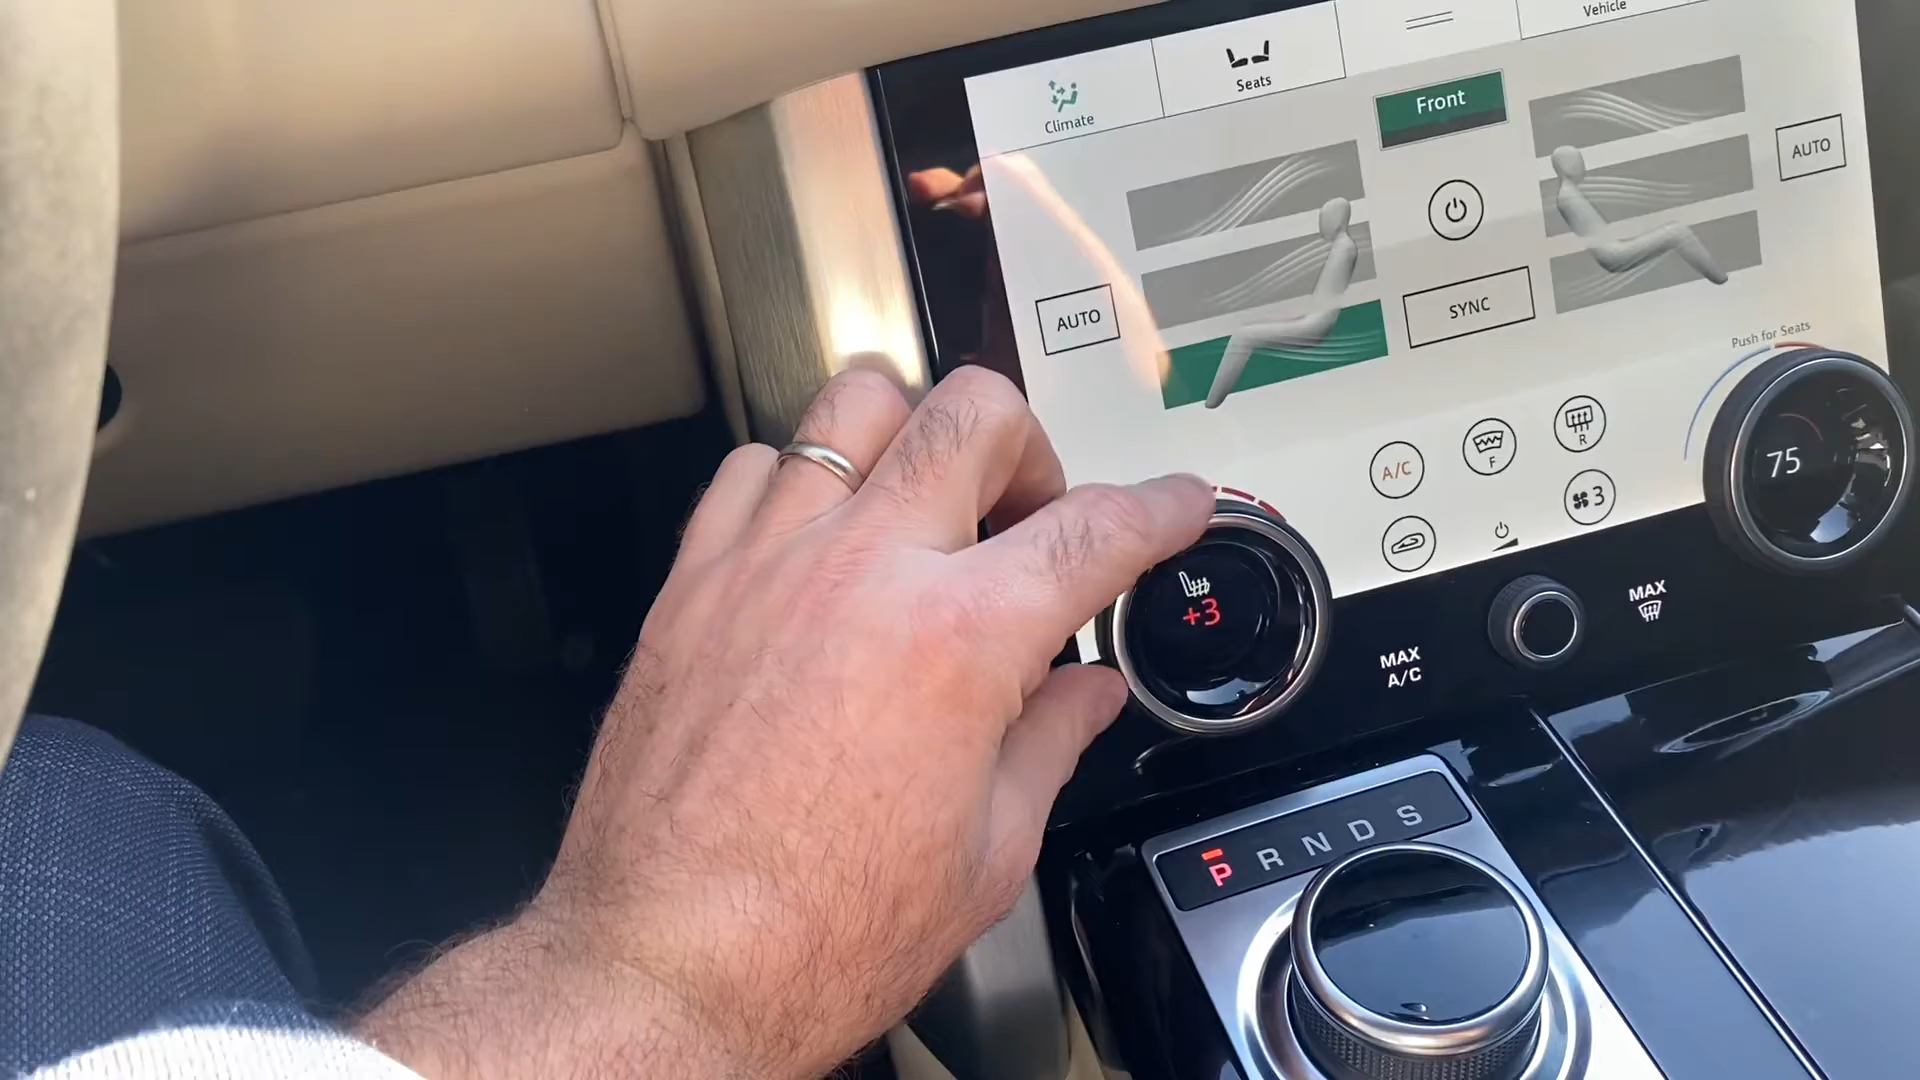 Vehicle
Seats
Climate
Front
AUTO
AUTO
SYNC
Push for Seats
A/C
F
R
3
75
+3
MAX
A/C
MAX
P R N D S